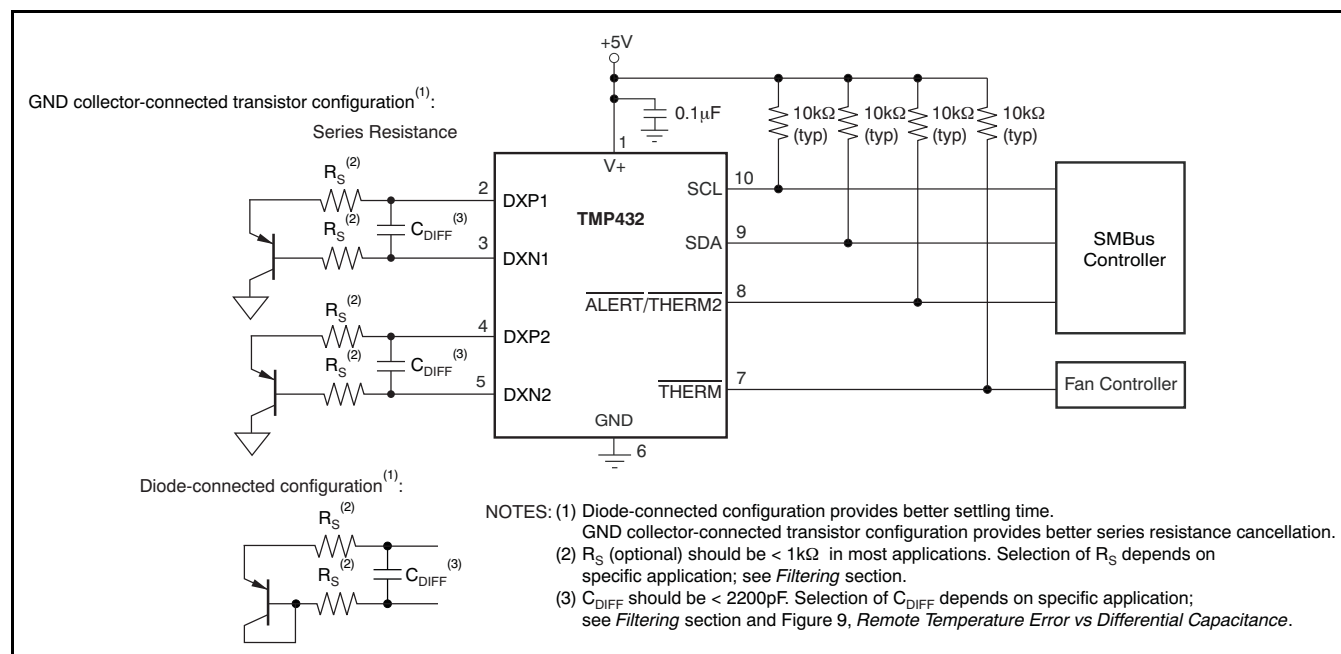 +5V
GND collector-connected transistor configuration(1):
Series Resistance
0.1μF
10kΩ
(typ)
10kΩ
(typ)
10kΩ
(typ)
10kΩ
(typ)
1
V+
TMP432
RS(2)
RS(2)
CDIFF(3)
2
DXP1
3
DXN1
RS(2)
RS(2)
CDIFF(3)
4
DXP2
5
DXN2
SCL
10
SDA
9
ALERT/THERM2
8
THERM
7
GND
6
SMBus
Controller
Fan Controller
Diode-connected configuration(1):
RS(2)
RS(2)
CDIFF(3)
NOTES: (1) Diode-connected configuration provides better settling time.
GND collector-connected transistor configuration provides better series resistance cancellation.
(2) RS (optional) should be < 1kΩ in most applications. Selection of RS depends on
specific application; see Filtering section.
(3) CDIFF should be < 2200pF. Selection of CDIFF depends on specific application;
see Filtering section and Figure 9, Remote Temperature Error vs Differential Capacitance.